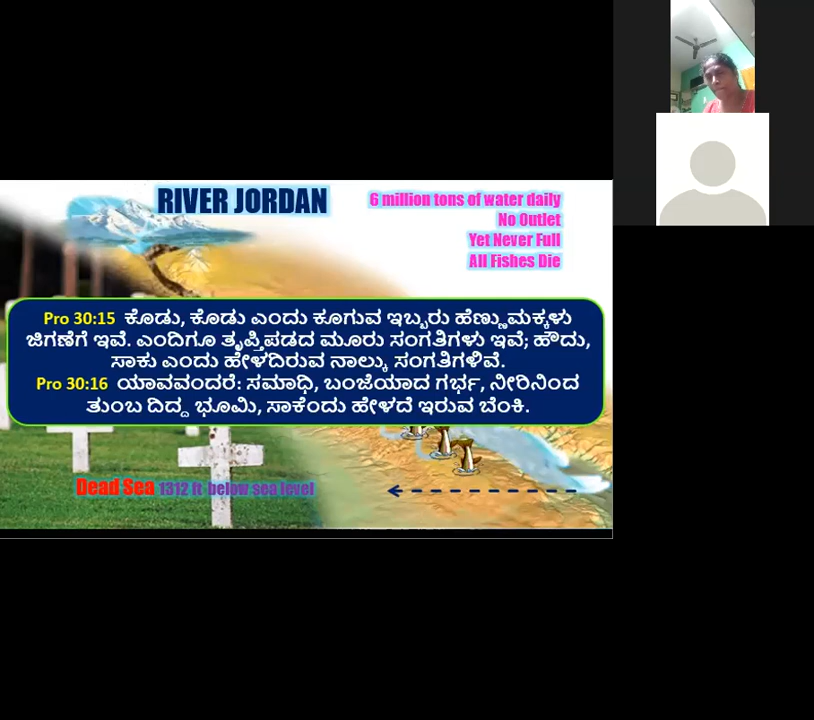 RIVER JORDAN
6 million tons of water daily
No Outlet
Yet Never Full
All Fishes Die
Pro 30:15 ಕೊಡು, ಕೊಡು ಎಂದು ಕೂಗುವ ಇಬ್ಬರು ಹೆಣ್ಣುಮಕ್ಕಳು
ಜಿಗಣೆಗೆ ಇವೆ. ಎಂದಿಗೂ ತೃಪ್ತಿಪಡದ ಮೂರು ಸಂಗತಿಗಳು ಇವೆ; ಹೌದು,
ಸಾಕು ಎಂದು ಹೇಳದಿರುವ ನಾಲ್ಕು ಸಂಗತಿಗಳಿವೆ.
Pro 30:16 ಯಾವವಂದರೆ: ಸಮಾಧಿ, ಬಂಜೆಯಾದ ಗರ್ಭ, ನೀರಿನಿಂದ
ತುಂಬ ದಿದ್ದ ಭೂಮಿ, ಸಾಕೆಂದು ಹೇಳದೆ ಇರುವ ಬೆಂಕಿ.
Dead Sea 1312 ft below sea level